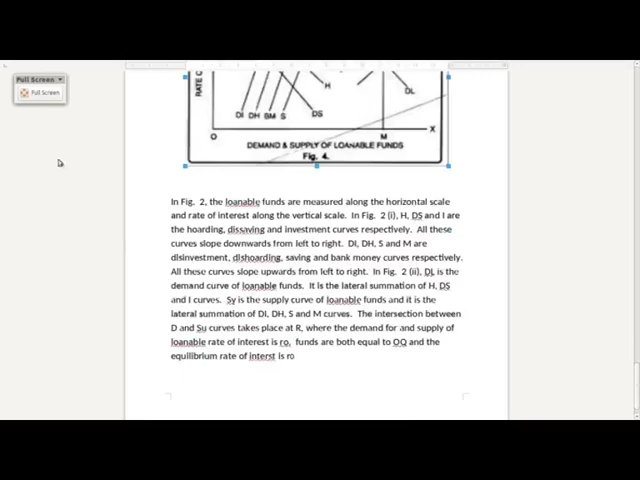 Full Screen
Full Screen
RATE O
H
DL
DI DH BM S DS
O M X
DEMAND & SUPPLY OF LOANABLE FUNDS
Fig. 4.
In Fig. 2, the loanable funds are measured along the horizontal scale
and rate of interest along the vertical scale. In Fig. 2 (i), H, DS and I are
the hoarding, dissaving and investment curves respectively. All these
curves slope downwards from left to right. DI, DH, S and M are
disinvestment, dishoarding, saving and bank money curves respectively.
All these curves slope upwards from left to right. In Fig. 2 (ii), DL is the
demand curve of loanable funds. It is the lateral summation of H, DS
and I curves. Sy is the supply curve of loanable funds and it is the
lateral summation of DI, DH, S and M curves. The intersection between
D and Su curves takes place at R, where the demand for and supply of
loanable rate of interest is ro, funds are both equal to OQ and the
equilibrium rate of interst is ro